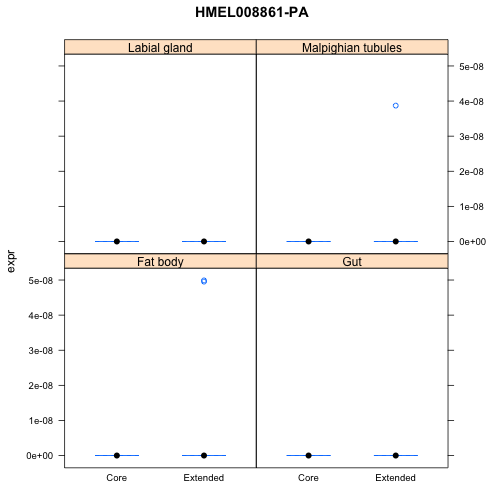 HMEL008861-PA
Labial gland
Malpighian tubules
5e-08
4e-08
3e-08
2e-08
1e-08
0e+00
expr
Fat body
Gut
5e-08
4e-08
3e-08
2e-08
1e-08
0e+00
Core
Extended
Core
Extended